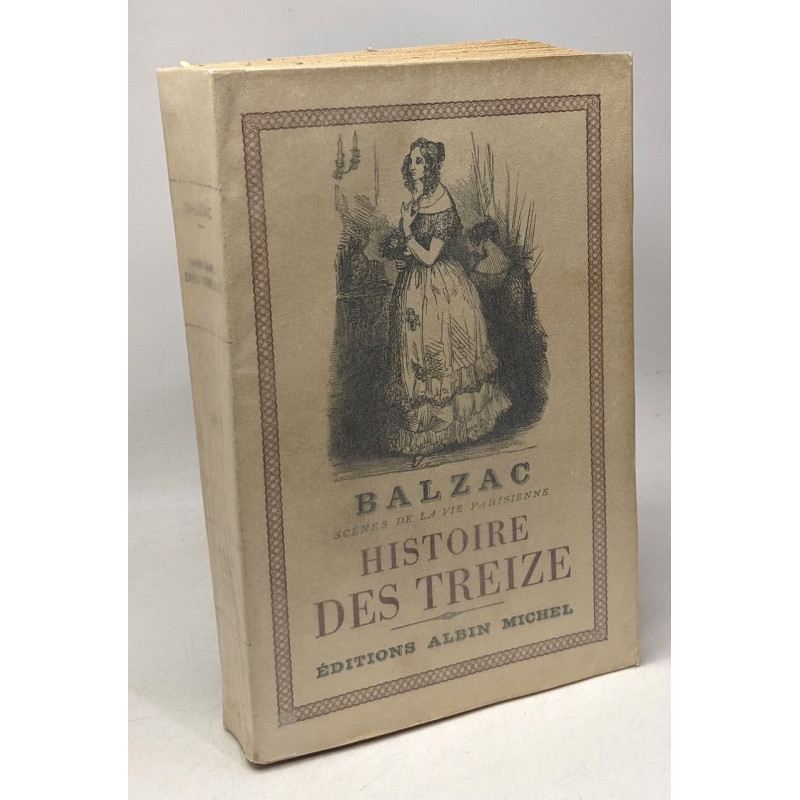 BALZAC
SCÈNES DE LA VIE PARISIENNE
HISTOIRE
DES TREIZE
ÉDITIONS ALBIN MICHEL